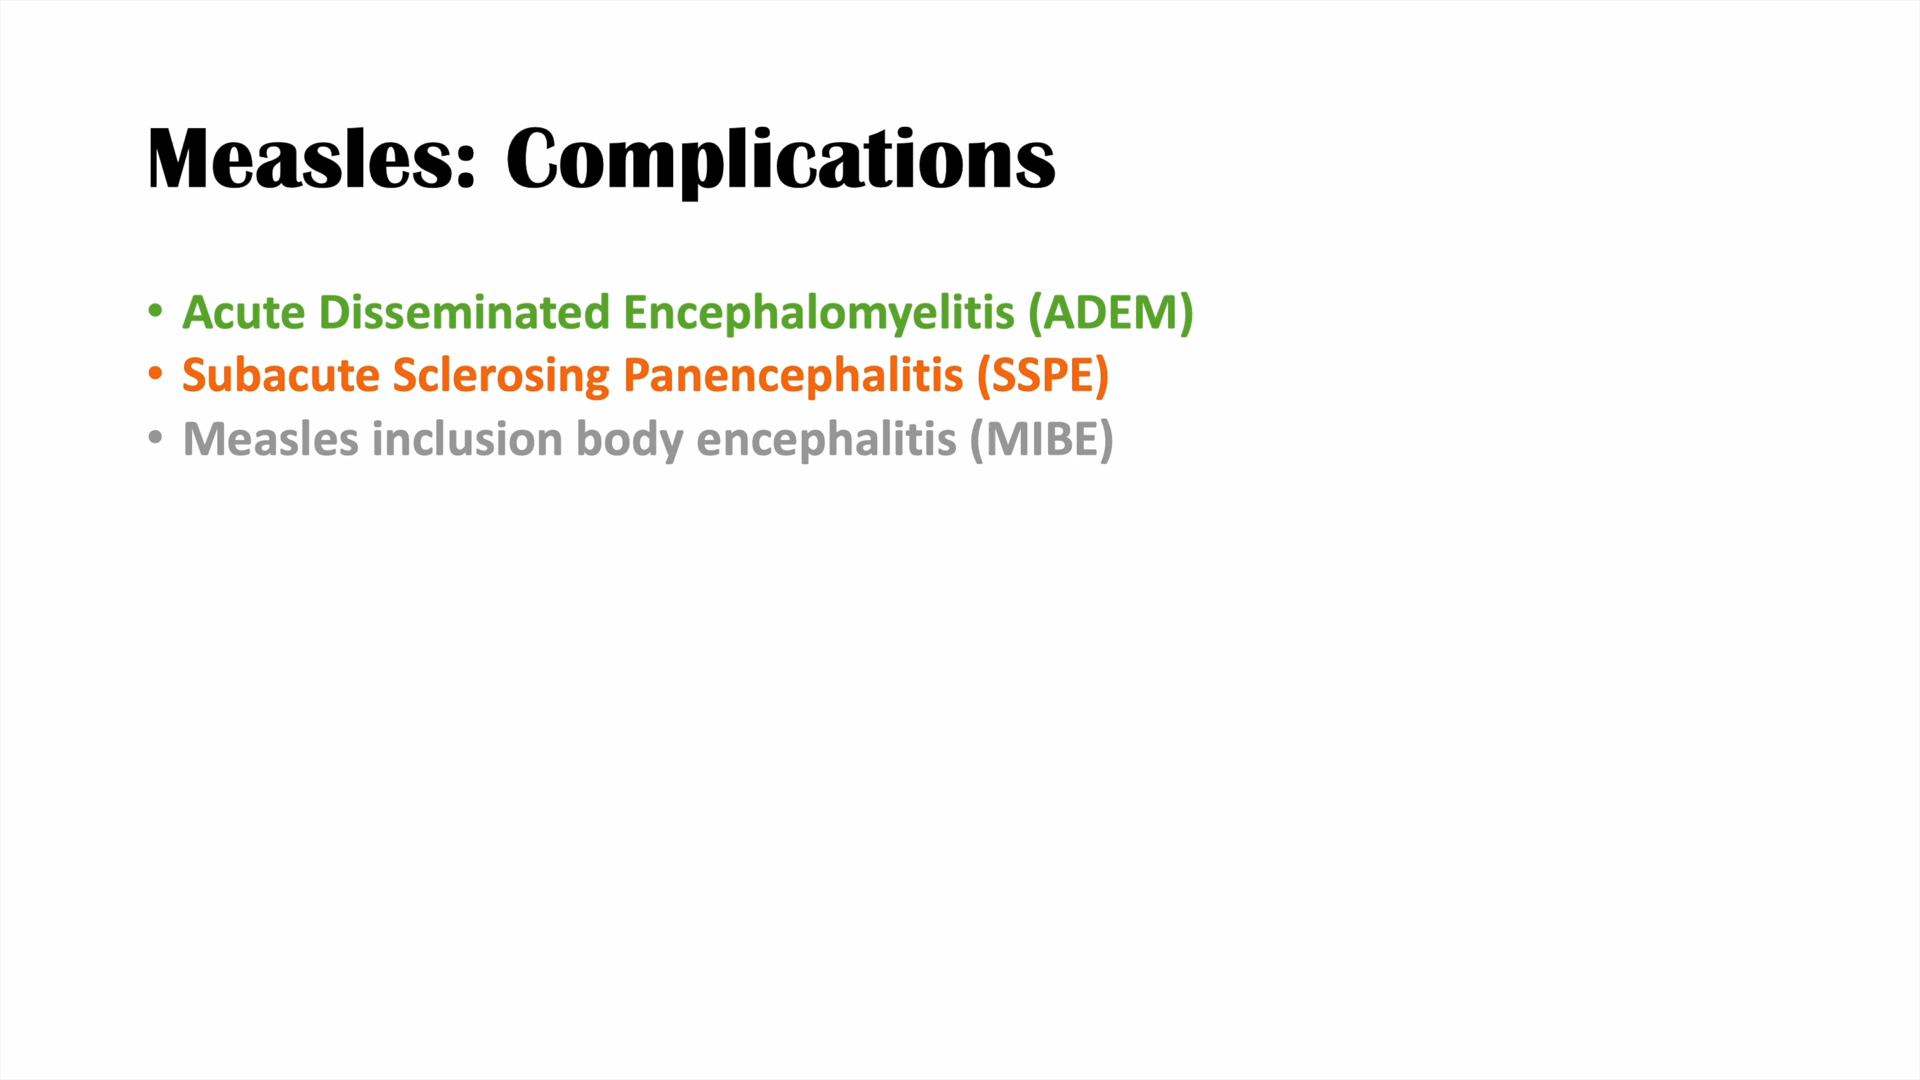 Measles: Complications
• Acute Disseminated Encephalomyelitis (ADEM)
• Subacute Sclerosing Panencephalitis (SSPE)
• Measles inclusion body encephalitis (MIBE)